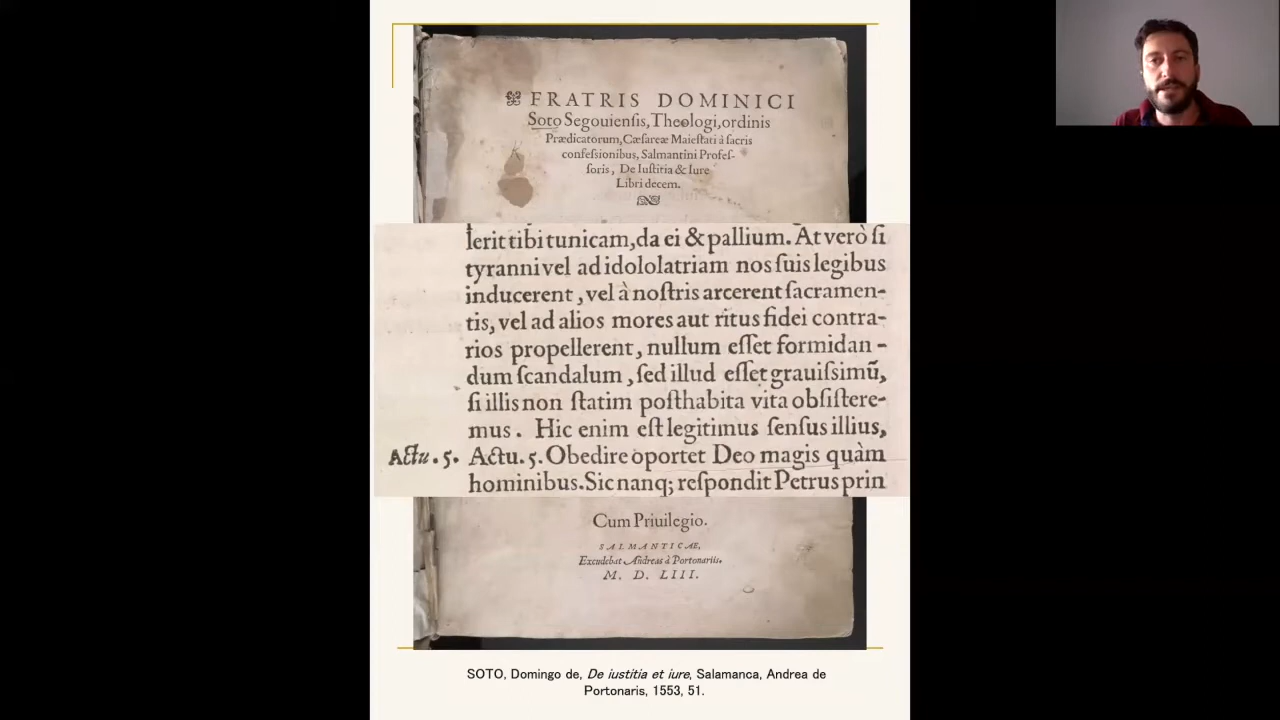 FRATRIS DOMINICI
Soto Segouienſis, Theologi, ordinis
Prædicatorum, Cæſareæ Maieſtati à ſacris
confeſsionibus, Salmantini Profeſ-
ſoris, De Iuſtitia & Iure
Libri decem.
lerit tibi tunicam, da ei & pallium. At verò ſi
tyranni vel ad idololatriam nos ſuis legibus
inducerent, vel à noſtris arcerent ſacramen-
tis, vel ad alios mores aut ritus fidei contra-
rios propellerent, nullum eſſet formidan-
dum ſcandalum, ſed illud eſſet grauiſsimũ,
ſi illis non ſtatim poſthabita vita obſiſtere-
mus. Hic enim eſt legitimus ſenſus illius,
Actu. 5. Actu. 5. Obedire oportet Deo magis quàm
hominibus. Sic nanq; reſpondit Petrus prin
Cum Priuilegio.
SALMANTICAE,
Excudebat Andreas à Portonariis.
M. D. LIII.
SOTO, Domingo de, De iustitia et iure, Salamanca, Andrea de
Portonaris, 1553, 51.